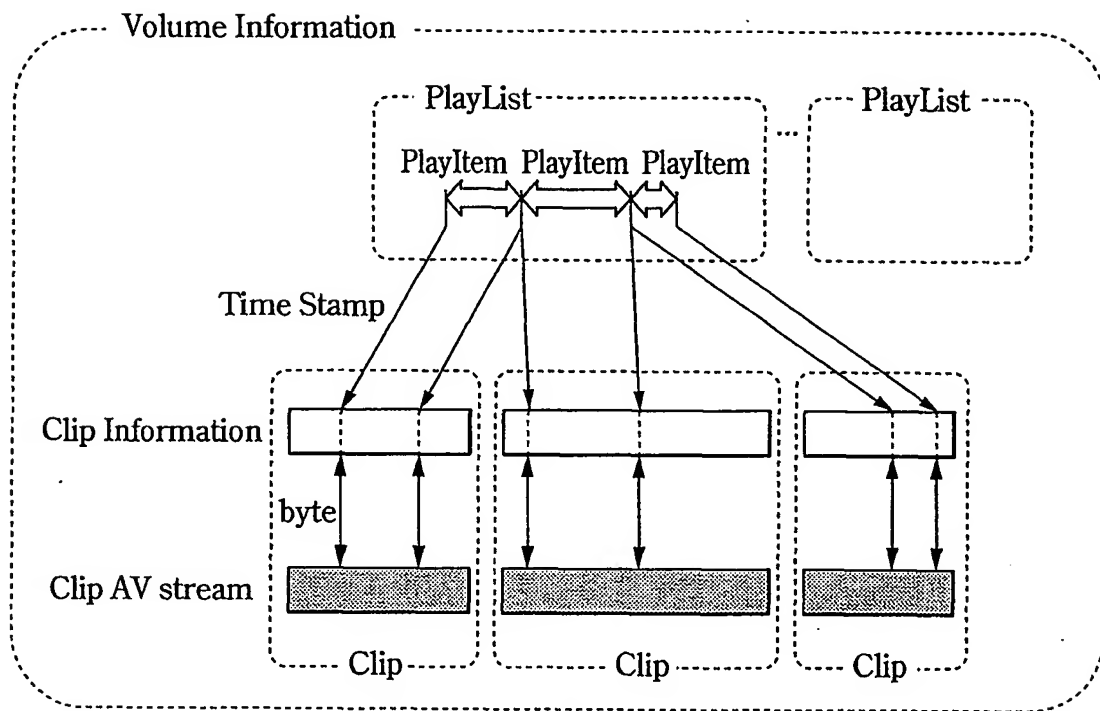 Volume Information
PlayList
...
PlayList
PlayItem PlayItem PlayItem
Time Stamp
Clip Information
byte
Clip AV stream
Clip
Clip
Clip